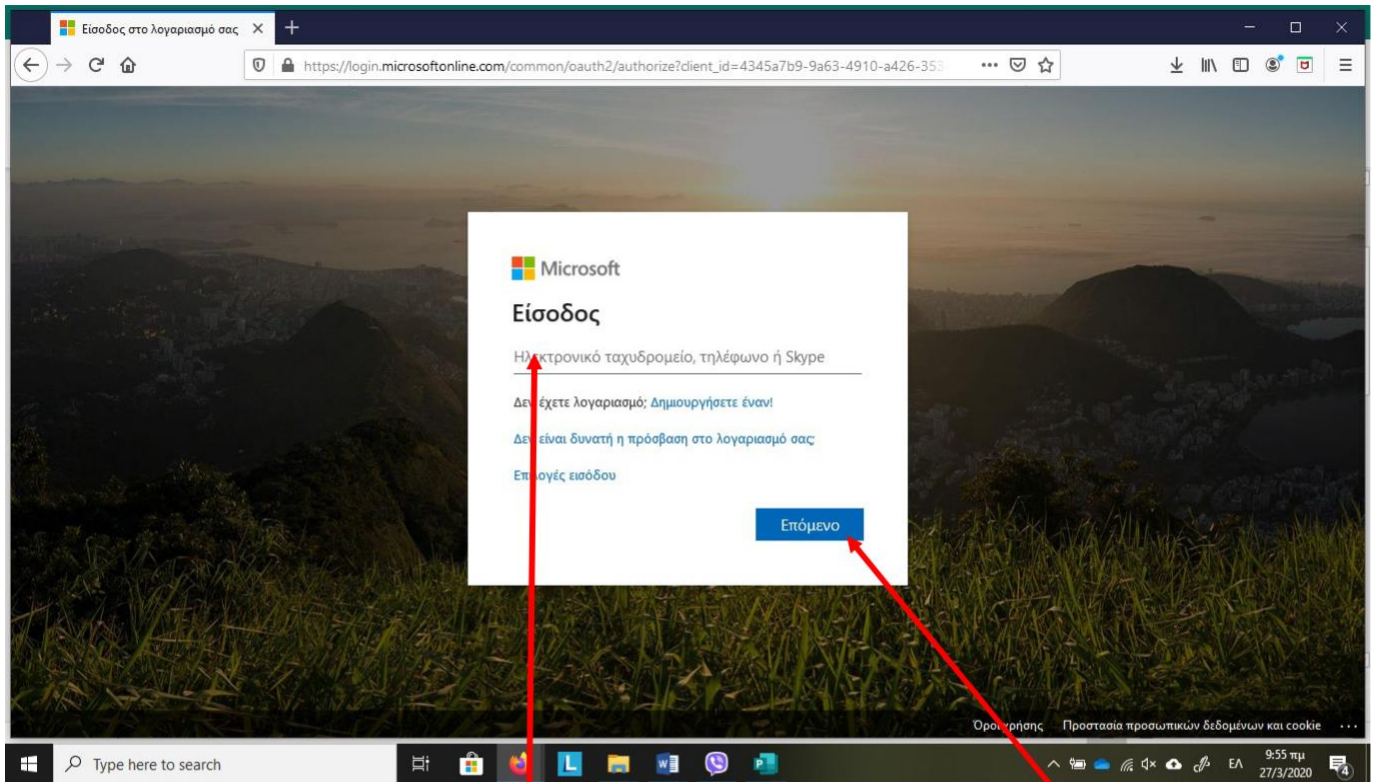 Είσοδος στο λογαριασμό σας
https://login.microsoftonline.com/common/oauth2/authorize?client_id=4345a7b9-9a63-4910-a426-353
Microsoft
Είσοδος
Ηλεκτρονικό ταχυδρομείο, τηλέφωνο ή Skype
Δεν έχετε λογαριασμό; Δημιουργήσετε έναν!
Δεν είναι δυνατή η πρόσβαση στο λογαριασμό σας;
Επιλογές εισόδου
Επόμενο
Όροι χρήσης Προστασία προσωπικών δεδομένων και cookie
Type here to search
L
W
P
ΕΛ
9:55 πμ
27/3/2020
4